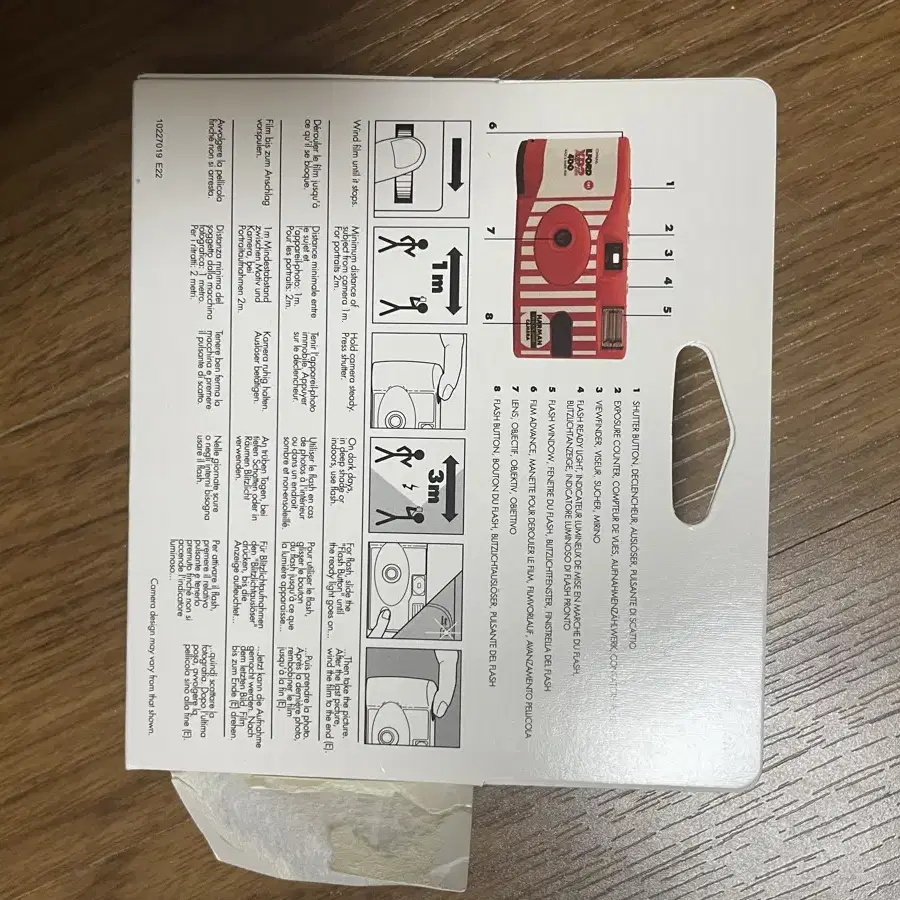 ILFORD
XP2
400
HARMAN
CAMERA
1
2
3
4
5
6
7
8
1 SHUTTER BUTTON, DECLENCHEUR, AUSLÖSER, PULSANTE DI SCATTO
2 EXPOSURE COUNTER, COMPTEUR DE VUES, AUFNAHMENZÄHLWERK,
3 VIEWFINDER, VISEUR, SUCHER, MIRINO
4 FLASH READY LIGHT, INDICATEUR LUMINEUX DE MISE EN MARCHE DU FLASH,
BLITZLICHTANZEIGE, INDICATORE LUMINOSO DI FLASH PRONTO
5 FLASH WINDOW, FENETRE DU FLASH, BLITZLICHTFENSTER, FINISTRELLA DEL FLASH
6 FILM ADVANCE, MANETTE POUR DEROULER LE FILM, FILMVORLAUF, AVANZAMENTO PELLICOLA
7 LENS, OBJECTIF, OBJEKTIV, OBIETTIVO
8 FLASH BUTTON, BOUTON DU FLASH, BLITZLICHTAUSLÖSER, PULSANTE DEL FLASH
1m
3m
Wind film until it stops.
Minimum distance of
subject from camera 1m.
For portraits 2m.
Hold camera steady.
Press shutter.
On dark days,
in deep shade or
indoors, use flash.
For flash, slide the
"Flash Button" until
the ready light goes on...
...Then take the picture.
After the last picture,
wind the film to the end (E).
Dérouler le film jusqu'à
ce qu'il se bloque.
Distance minimale entre
le sujet et
l'appareil-photo: 1m.
Pour les portraits: 2m.
Tenir l'appareil-photo
immobile. Appuyer
sur le déclencheur.
Utiliser le flash en cas
de photos à l'intérieur
ou dans un endroit
sombre et non-ensoleillé.
Pour utiliser le flash,
glisser le bouton
du flash jusqu'à ce que
la lumière apparaisse...
...Puis prendre la photo.
Après la dernière photo,
rembobiner le film
jusqu'à la fin (E).
Film bis zum Anschlag
vorspulen.
1m Mindestabstand
zwischen Motiv und
Kamera, bei
Portraitaufnahmen 2m.
Kamera ruhig halten.
Auslöser betätigen.
An trüben Tagen, bei
tiefen Schatten oder in
Räumen Blitzlicht
verwenden.
Für Blitzlichtaufnahmen
den "Blitzlichtauslöser"
drücken, bis die
Anzeige aufleuchtet...
...Jetzt kann die Aufnahme
gemacht werden. Nach
dem letzten Bild, Film
bis zum Ende (E) drehen.
Avvolgere la pellicola
finché non si arresta.
Distanza minima del
soggetto dalla macchina
fotografica: 1 metro.
Per i ritratti: 2 metri.
Tenere ben ferma la
macchina e premere
il pulsante di scatto.
Nelle giornate scure
o negli interni bisogna
usare il flash.
Per attivare il flash,
premere il relativo
pulsante e tenerlo
premuto finché non si
accende l'indicatore
luminoso...
...quindi scattare la
fotografia. Dopo l'ultima
posa, avvolgere la
pellicola sino alla fine (E).
10227019 E22
Camera design may vary from that shown.